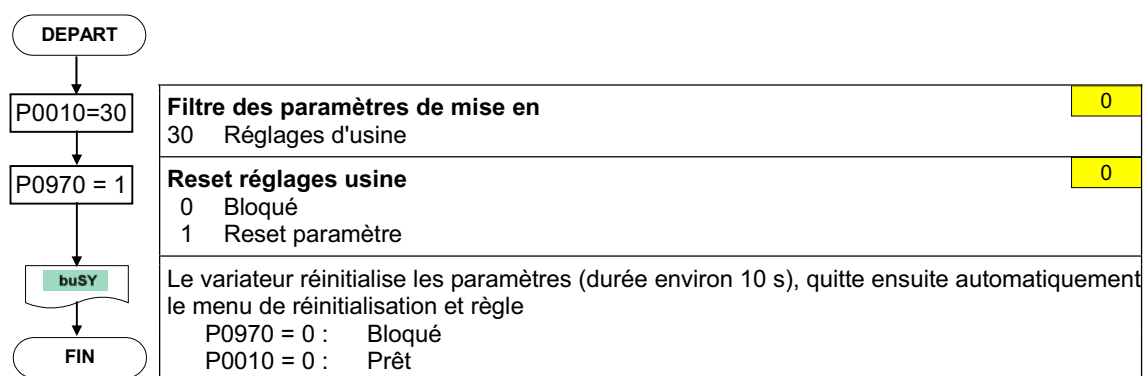 DEPART
P0010=30
Filtre des paramètres de mise en
0
30 Réglages d'usine
P0970 = 1
Reset réglages usine
0
0 Bloqué
1 Reset paramètre
buSY
Le variateur réinitialise les paramètres (durée environ 10 s), quitte ensuite automatiquement
le menu de réinitialisation et règle
P0970 = 0 : Bloqué
P0010 = 0 : Prêt
FIN